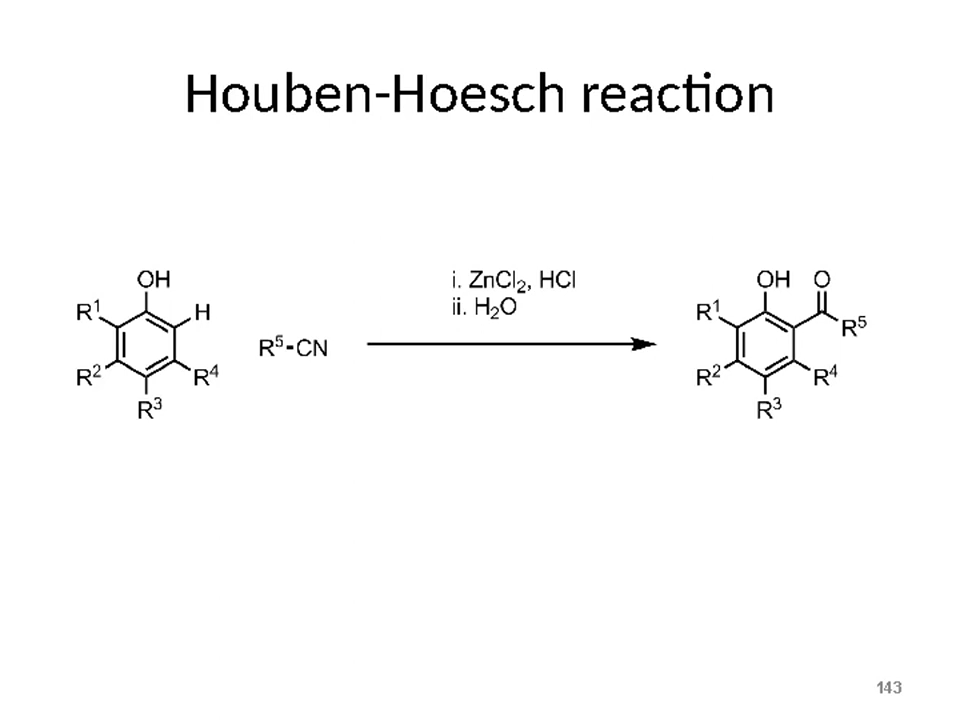 Houben-Hoesch reaction
i. ZnCl₂, HCl
ii. H₂O
OH
R¹
H
R²
R⁴
R³
R⁵-CN
OH
O
R¹
R⁵
R²
R⁴
R³
143